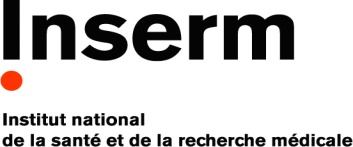 Inserm
Institut national
de la santé et de la recherche médicale